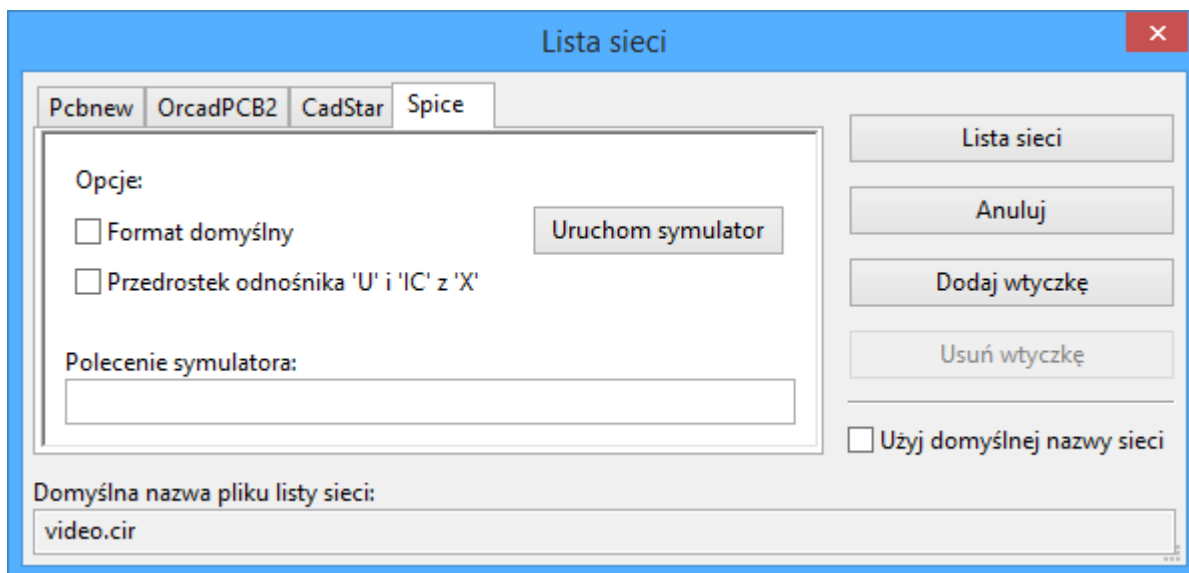 Lista sieci
Pcbnew OrcadPCB2 CadStar Spice
Opcje:
Format domyślny
Uruchom symulator
Przedrostek odnośnika 'U' i 'IC' z 'X'
Polecenie symulatora:
Lista sieci
Anuluj
Dodaj wtyczkę
Usuń wtyczkę
Użyj domyślnej nazwy sieci
Domyślna nazwa pliku listy sieci:
video.cir